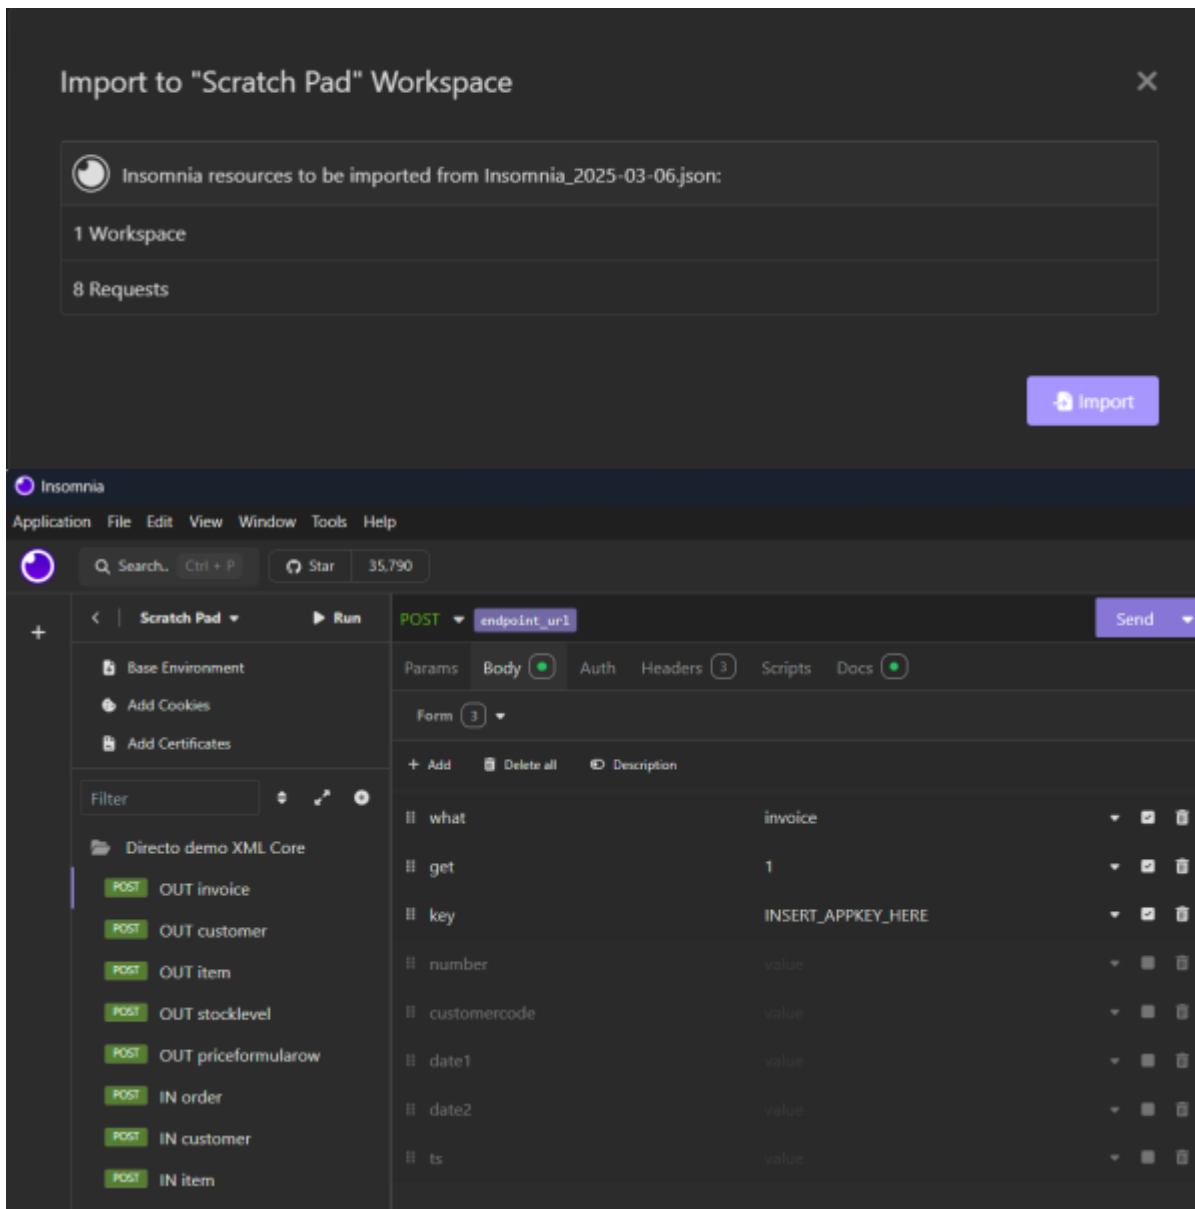 Import to "Scratch Pad" Workspace
Insomnia resources to be imported from Insomnia_2025-03-06.json:
1 Workspace
8 Requests
Import
Insomnia
Application File Edit View Window Tools Help
Search.. Ctrl + P Star 35,790
Scratch Pad Run POST endpoint_url Send
Base Environment
Add Cookies
Add Certificates
Params Body Auth Headers 3 Scripts Docs
Form 3
+ Add Delete all Description
Filter
Directo demo XML Core
POST OUT invoice
POST OUT customer
POST OUT item
POST OUT stocklevel
POST OUT priceformularow
POST IN order
POST IN customer
POST IN item
what invoice
get 1
key INSERT_APPKEY_HERE
number value
customercode value
date1 value
date2 value
ts value